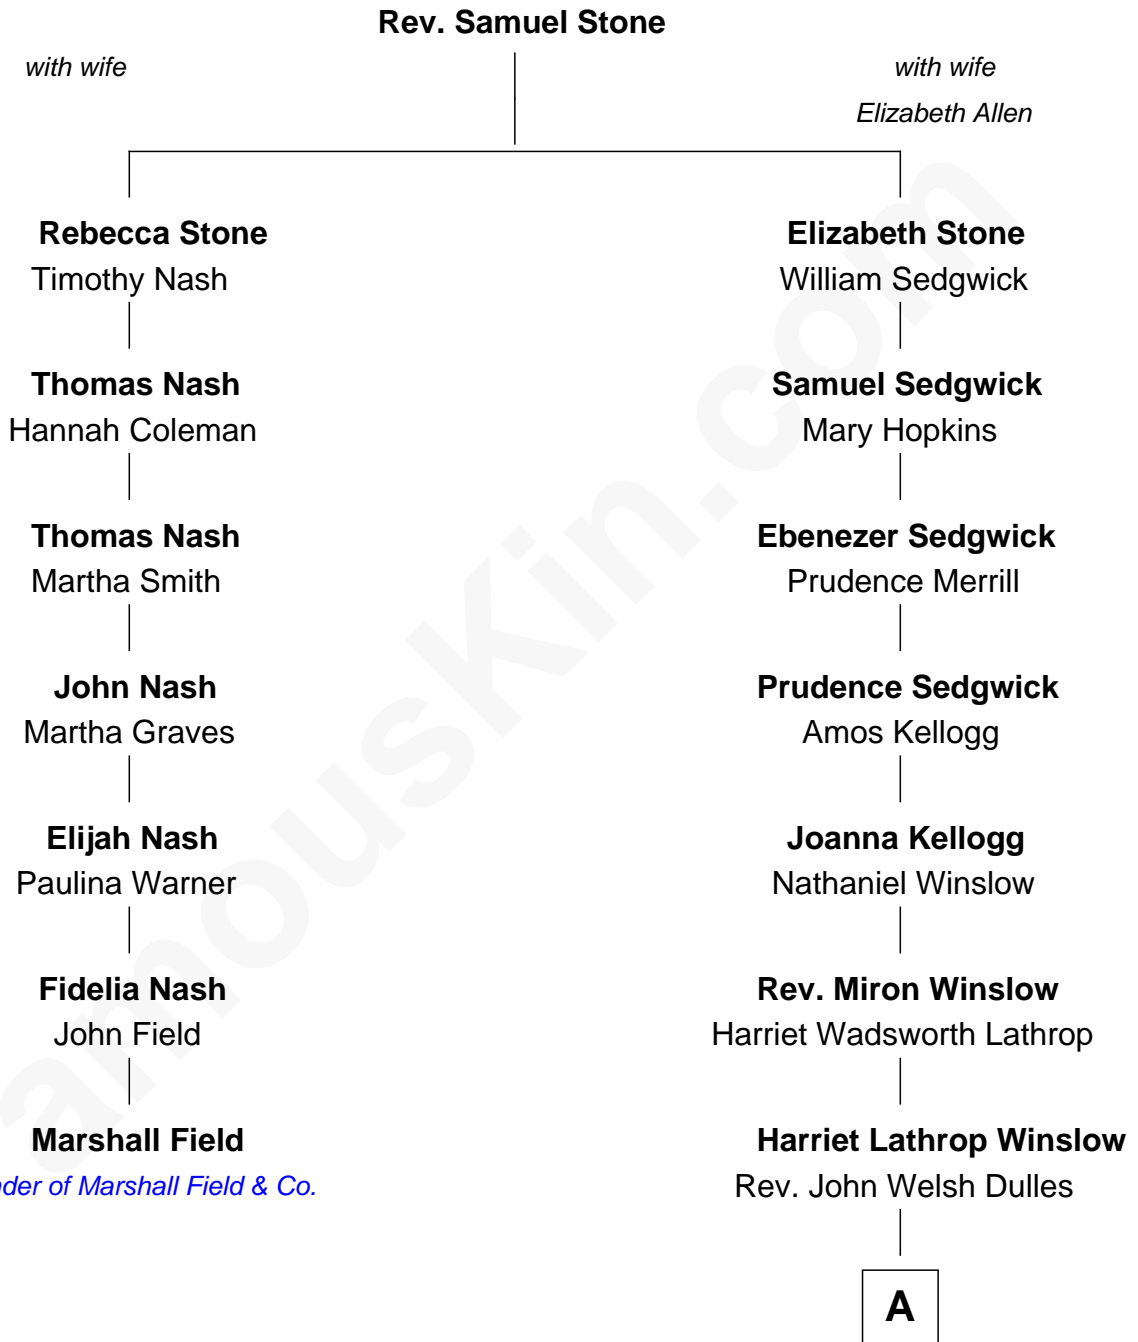 Rev. Samuel Stone
with wife
with wife
Elizabeth Allen
Rebecca Stone
Timothy Nash
Elizabeth Stone
William Sedgwick
Thomas Nash
Hannah Coleman
Samuel Sedgwick
Mary Hopkins
Thomas Nash
Martha Smith
Ebenezer Sedgwick
Prudence Merrill
John Nash
Martha Graves
Prudence Sedgwick
Amos Kellogg
Elijah Nash
Paulina Warner
Joanna Kellogg
Nathaniel Winslow
Fidelia Nash
John Field
Rev. Miron Winslow
Harriet Wadsworth Lathrop
Marshall Field
nder of Marshall Field & Co.
Harriet Lathrop Winslow
Rev. John Welsh Dulles
A
amouskin.com